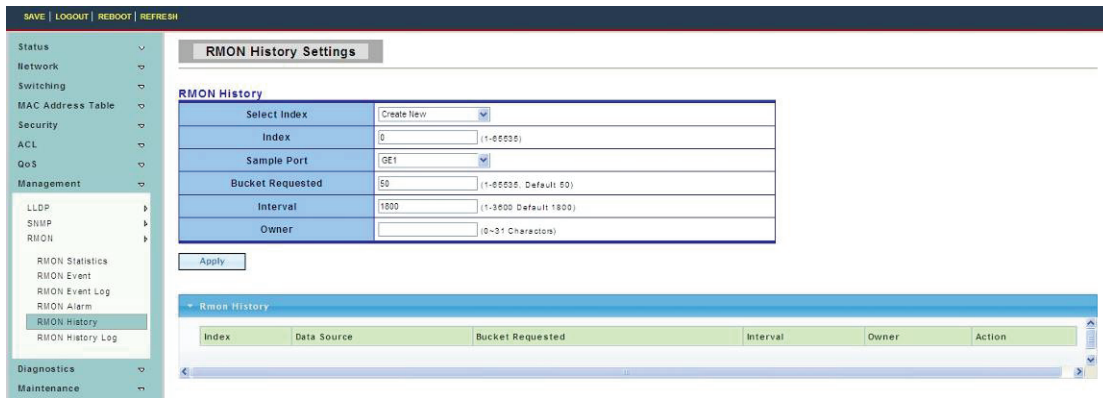 SAVE | LOGOUT | REBOOT | REFRESH
Status
Network
Switching
MAC Address Table
Security
ACL
QoS
Management
LLDP
SNMP
RMON
RMON Statistics
RMON Event
RMON Event Log
RMON Alarm
RMON History
RMON History Log
Diagnostics
Maintenance
RMON History Settings
RMON History
Select Index Create New
Index 0 (1-65535)
Sample Port GE1
Bucket Requested 50 (1-65535, Default 50)
Interval 1800 (1-3600 Default 1800)
Owner (0~31 Charactors)
Apply
Rmon History
Index Data Source Bucket Requested Interval Owner Action